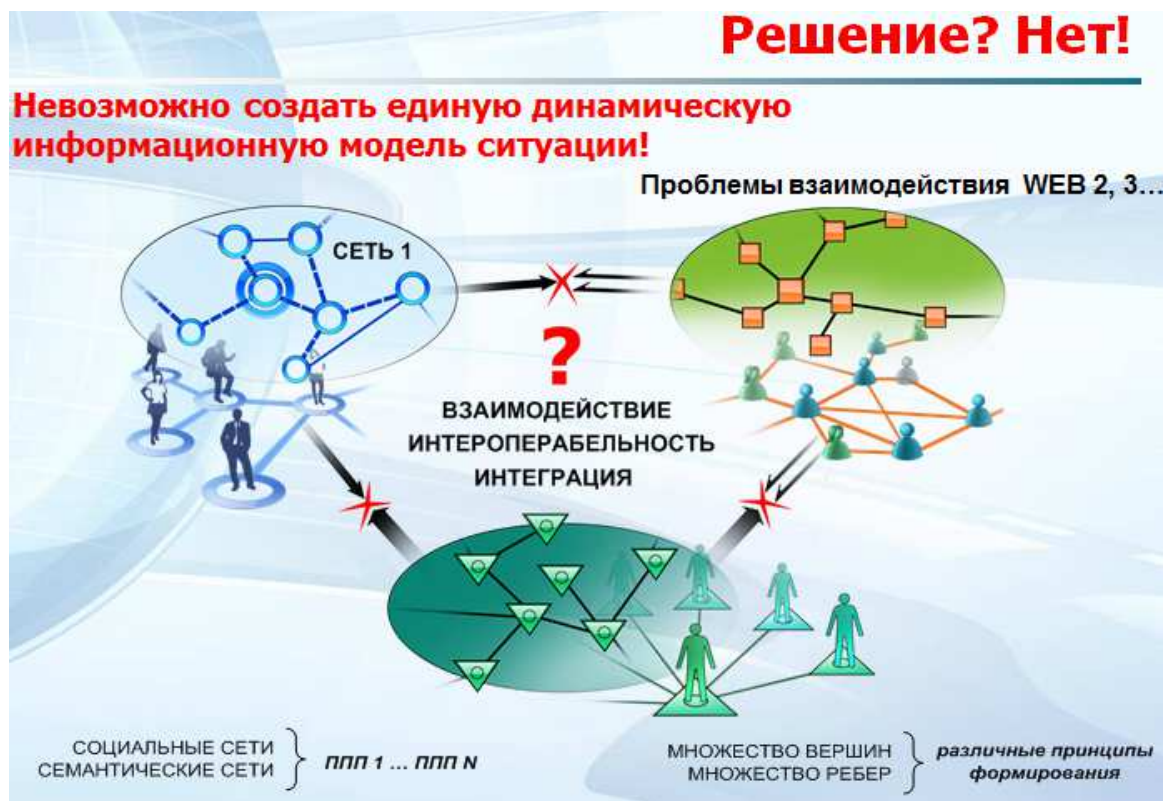 Решение? Нет!
Невозможно создать единую динамическую
информационную модель ситуации!
Проблемы взаимодействия WEB 2, 3...
СЕТЬ 1
?
ВЗАИМОДЕЙСТВИЕ
ИНТЕРОПЕРАБЕЛЬНОСТЬ
ИНТЕГРАЦИЯ
СОЦИАЛЬНЫЕ СЕТИ
СЕМАНТИЧЕСКИЕ СЕТИ
ППП 1 ... ППП N
МНОЖЕСТВО ВЕРШИН
МНОЖЕСТВО РЕБЕР
различные принципы
формирования